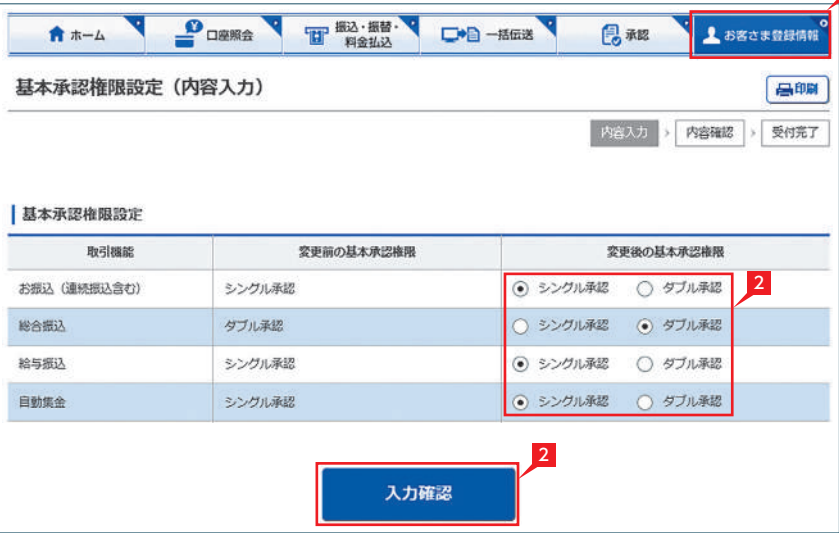 ホーム
口座照会
振込・振替・
料金払込
一括伝送
承認
お客さま登録情報
基本承認権限設定（内容入力）
印刷
内容入力 › 内容確認 › 受付完了
基本承認権限設定
取引機能 変更前の基本承認権限 変更後の基本承認権限
お振込（連続振込含む） シングル承認 シングル承認 ダブル承認
2
総合振込 ダブル承認 シングル承認 ダブル承認
給与振込 シングル承認 シングル承認 ダブル承認
自動集金 シングル承認 シングル承認 ダブル承認
2
入力確認